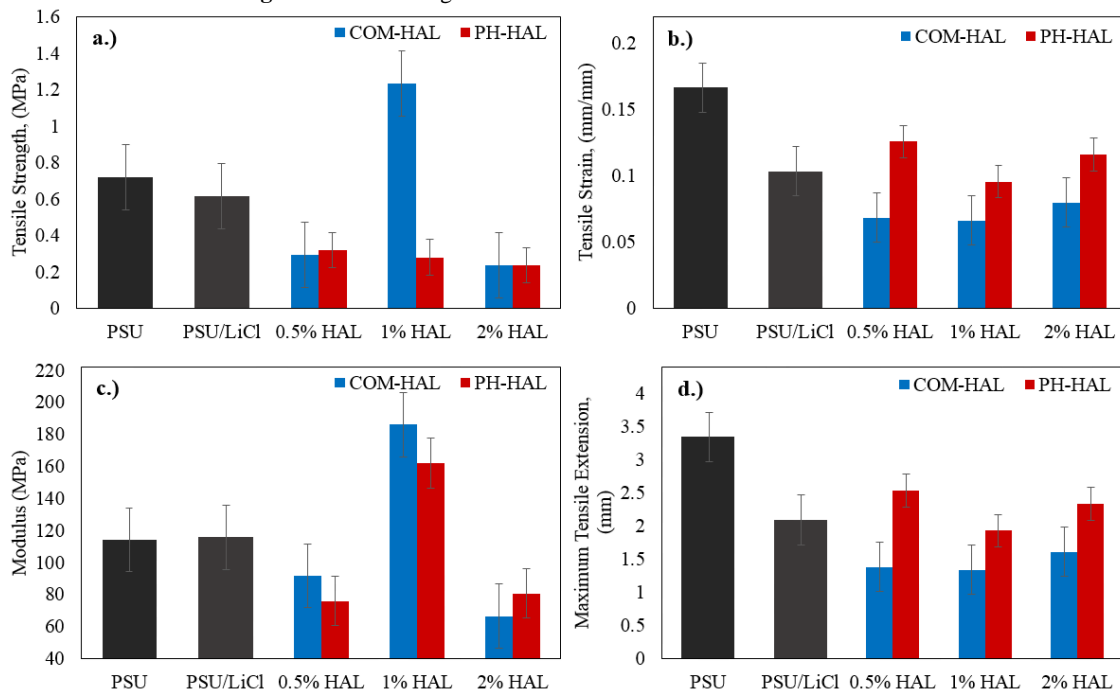 a.)
COM-HAL PH-HAL
Tensile Strength, (MPa)
1.6
1.4
1.2
1
0.8
0.6
0.4
0.2
0
PSU PSU/LiCl 0.5% HAL 1% HAL 2% HAL
b.)
COM-HAL PH-HAL
Tensile Strain, (mm/mm)
0.2
0.15
0.1
0.05
0
PSU PSU/LiCl 0.5% HAL 1% HAL 2% HAL
c.)
COM-HAL PH-HAL
Modulus (MPa)
220
200
180
160
140
120
100
80
60
40
PSU PSU/LiCl 0.5% HAL 1% HAL 2% HAL
d.)
COM-HAL PH-HAL
Maximum Tensile Extension,
(mm)
4
3.5
3
2.5
2
1.5
1
0.5
0
PSU PSU/LiCl 0.5% HAL 1% HAL 2% HAL